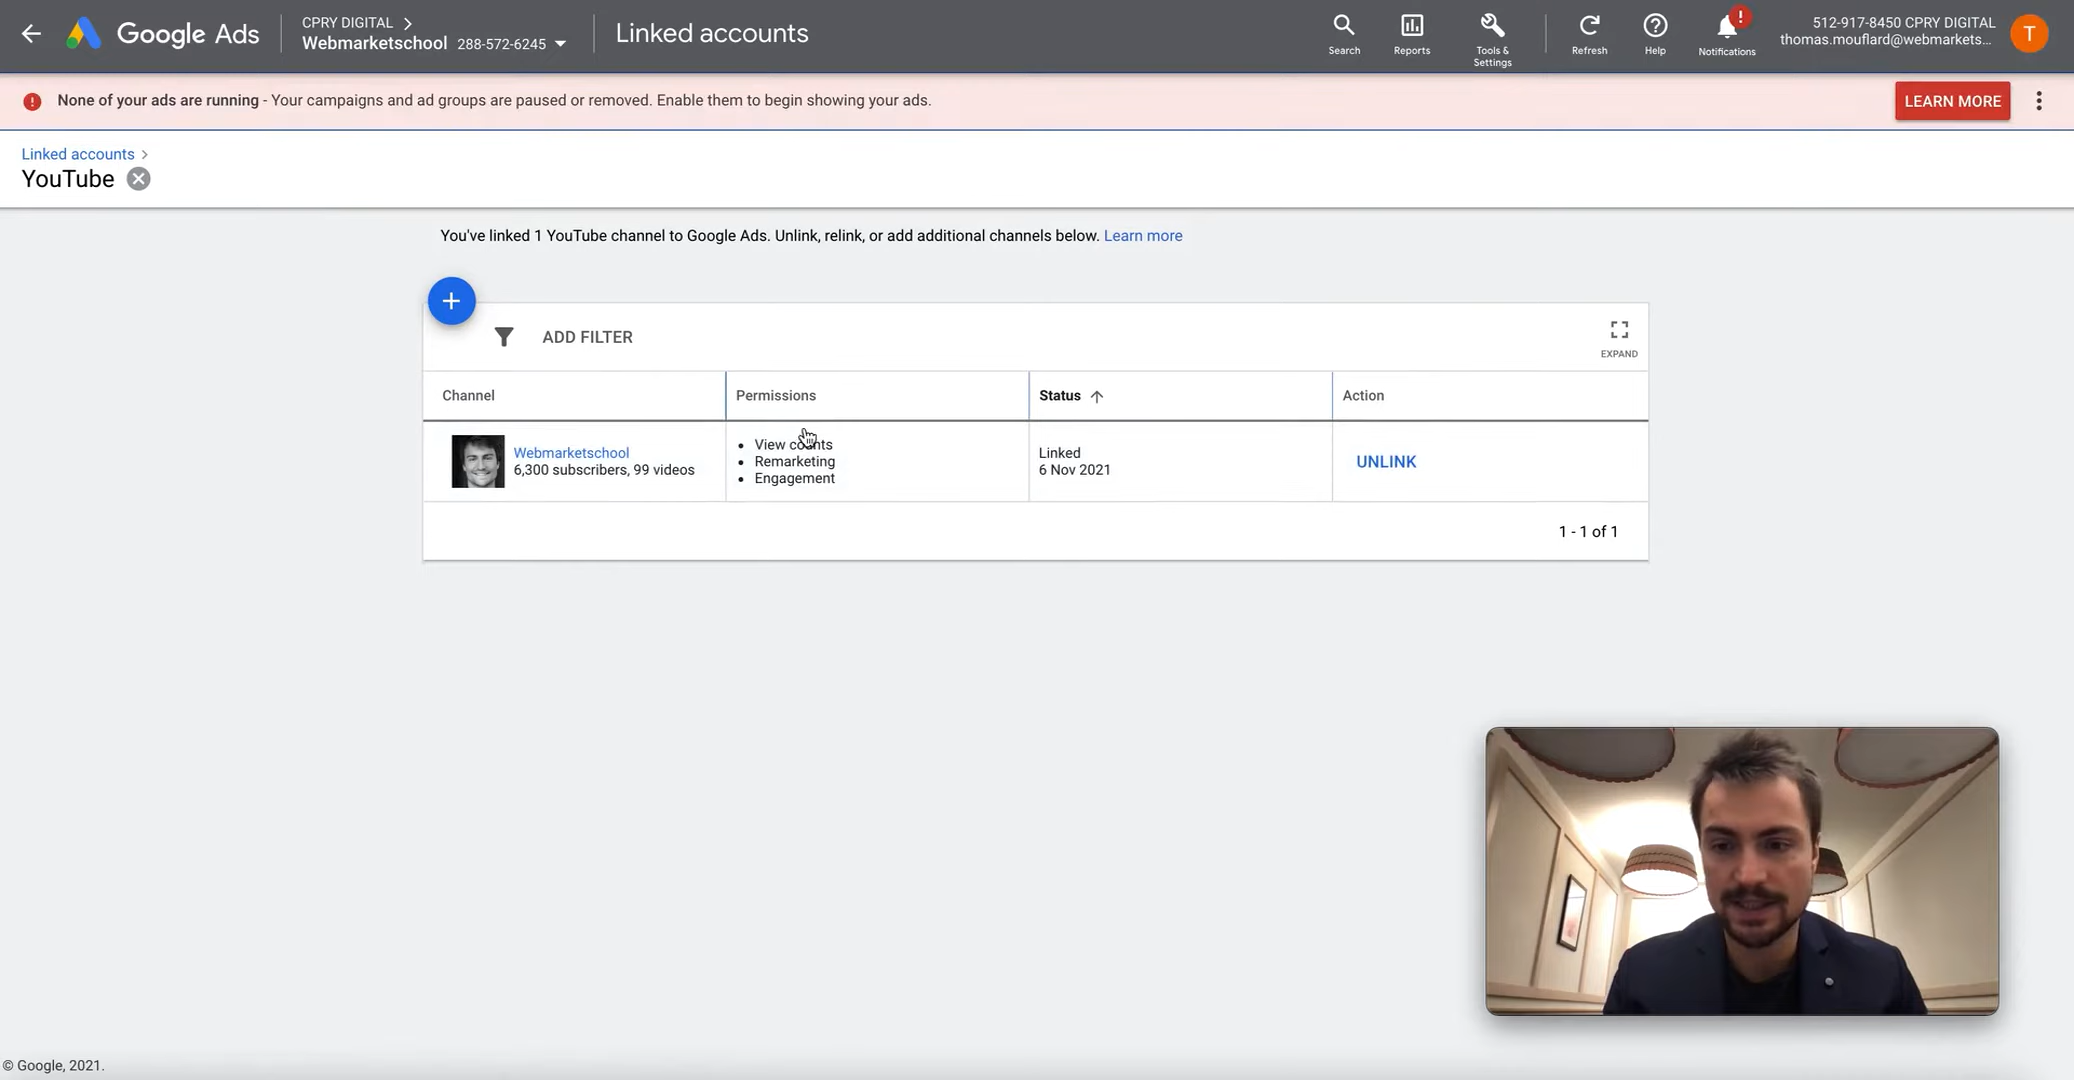 Google Ads
CPRY DIGITAL
Webmarketschool 288-572-6245
Linked accounts
Search
Reports
Tools &
Settings
Refresh
Help
!
Notifications
512-917-8450 CPRY DIGITAL
thomas.mouflard@webmarkets...
T
None of your ads are running - Your campaigns and ad groups are paused or removed. Enable them to begin showing your ads.
LEARN MORE
Linked accounts
YouTube
You've linked 1 YouTube channel to Google Ads. Unlink, relink, or add additional channels below. Learn more
ADD FILTER
EXPAND
Channel
Permissions
Status
Action
Webmarketschool
6,300 subscribers, 99 videos
• View counts
• Remarketing
• Engagement
Linked
6 Nov 2021
UNLINK
1 - 1 of 1
© Google, 2021.